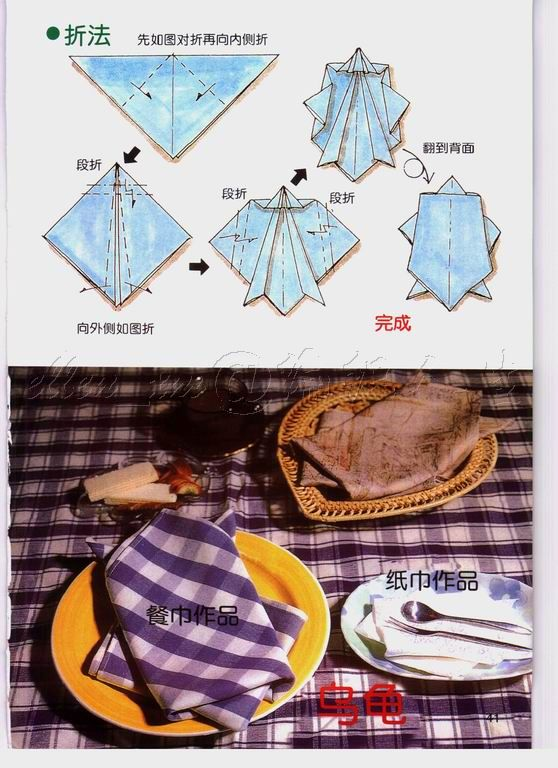 折法
先如图对折再向内侧折
段折
段折
段折
翻到背面
向外侧如图折
完成
餐巾作品
纸巾作品
乌龟
41